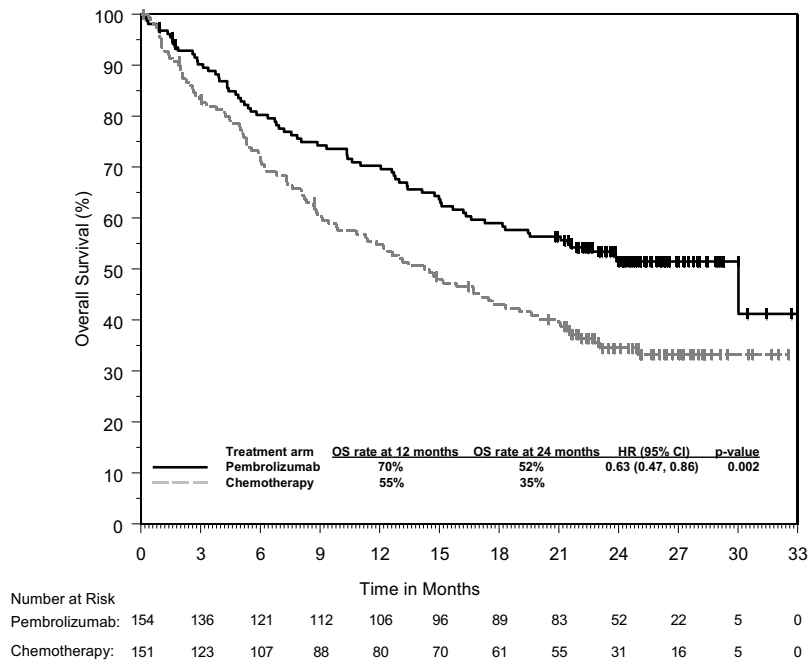 100
90
80
70
60
50
40
30
20
10
0
Overall Survival (%)
Treatment arm OS rate at 12 months OS rate at 24 months HR (95% CI) p-value
Pembrolizumab 70% 52% 0.63 (0.47, 0.86) 0.002
Chemotherapy 55% 35%
0 3 6 9 12 15 18 21 24 27 30 33
Time in Months
Number at Risk
Pembrolizumab: 154 136 121 112 106 96 89 83 52 22 5 0
Chemotherapy: 151 123 107 88 80 70 61 55 31 16 5 0